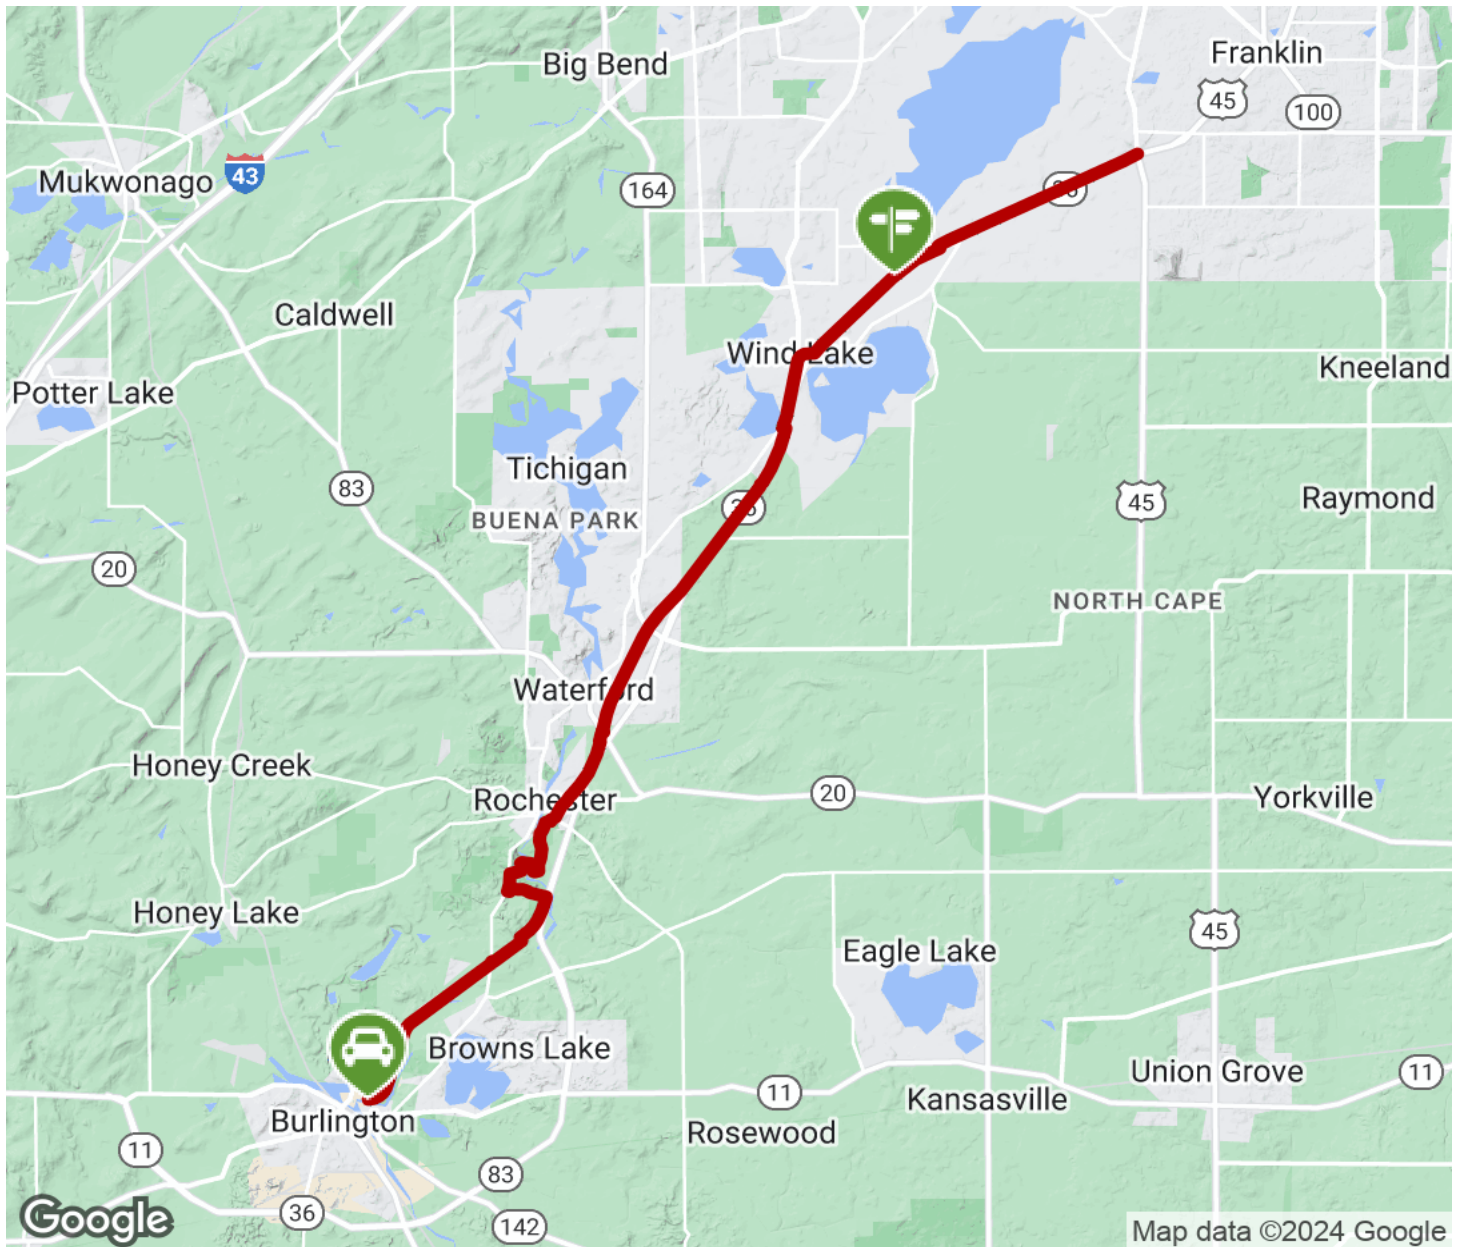 Franklin
Big Bend
45
100
43
Mukwonago
164
36
Caldwell
Wind Lake
Kneeland
Potter Lake
Tichigan
83
45
Raymond
36
BUENA PARK
20
NORTH CAPE
Waterford
Honey Creek
Rochester
20
Yorkville
Honey Lake
45
Eagle Lake
Browns Lake
Union Grove
11
11
Kansasville
Burlington
Rosewood
11
83
36
142
Google
Map data ©2024 Google